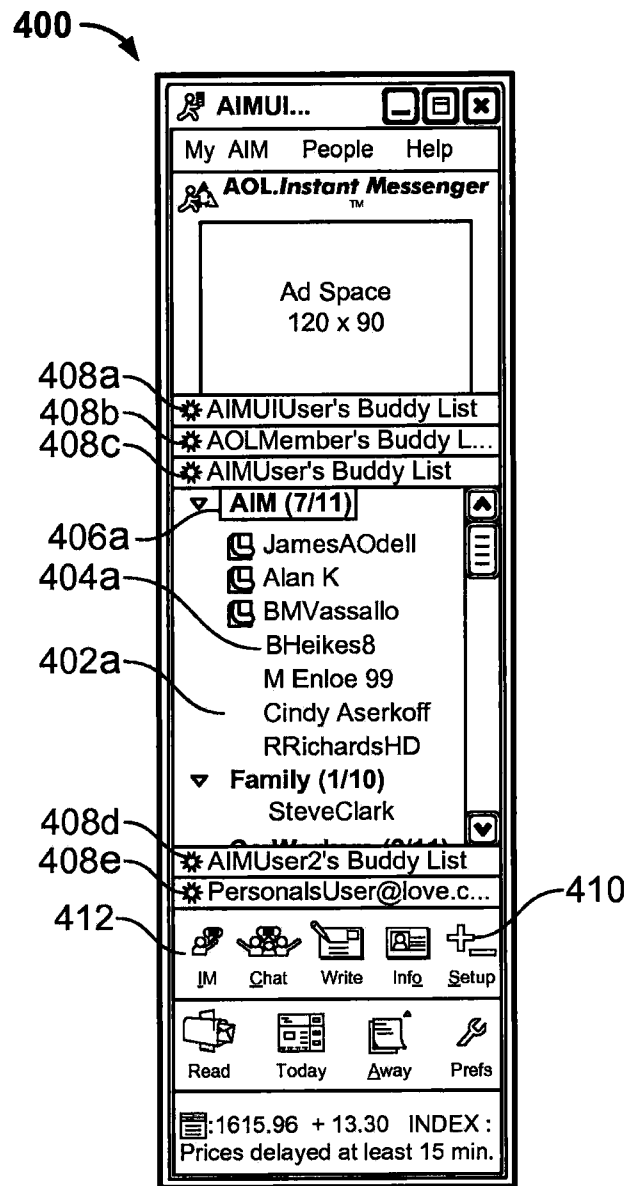 400
AIMUI...
My AIM People Help
AOL.Instant Messenger
TM
Ad Space
120 x 90
408a
AIMUIUser's Buddy List
408b
AOLMember's Buddy L...
408c
AIMUser's Buddy List
406a
AIM (7/11)
JamesAOdell
404a
Alan K
BMVassallo
BHeikes8
402a
M Enloe 99
Cindy Aserkoff
RRichardsHD
Family (1/10)
SteveClark
408d
AIMUser2's Buddy List
408e
PersonalsUser@love.c...
410
412
IM Chat Write Info Setup
Read Today Away Prefs
:1615.96 + 13.30 INDEX :
Prices delayed at least 15 min.